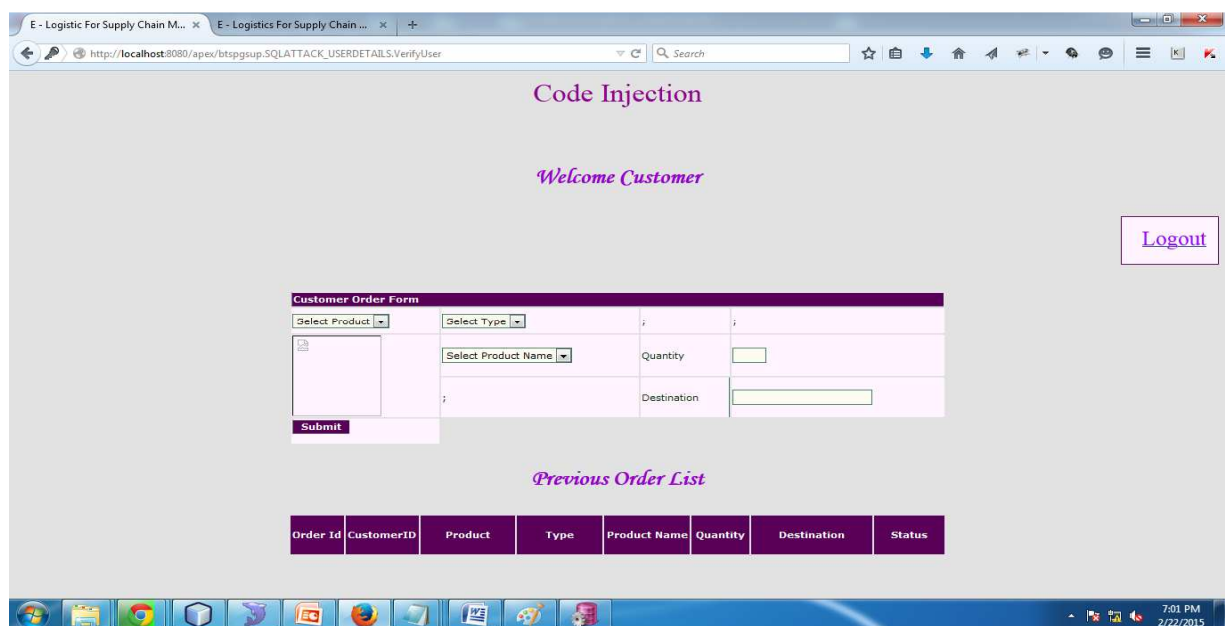 E - Logistic For Supply Chain M... × E - Logistics For Supply Chain ... × +
http://localhost:8080/apex/btspgsup.SQLATTACK_USERDETAILS.VerifyUser Search
Code Injection
Welcome Customer
Logout
Customer Order Form
Select Product Select Type ; ;
Select Product Name Quantity
; Destination
Submit
Previous Order List
Order Id CustomerID Product Type Product Name Quantity Destination Status
7:01 PM
2/22/2015